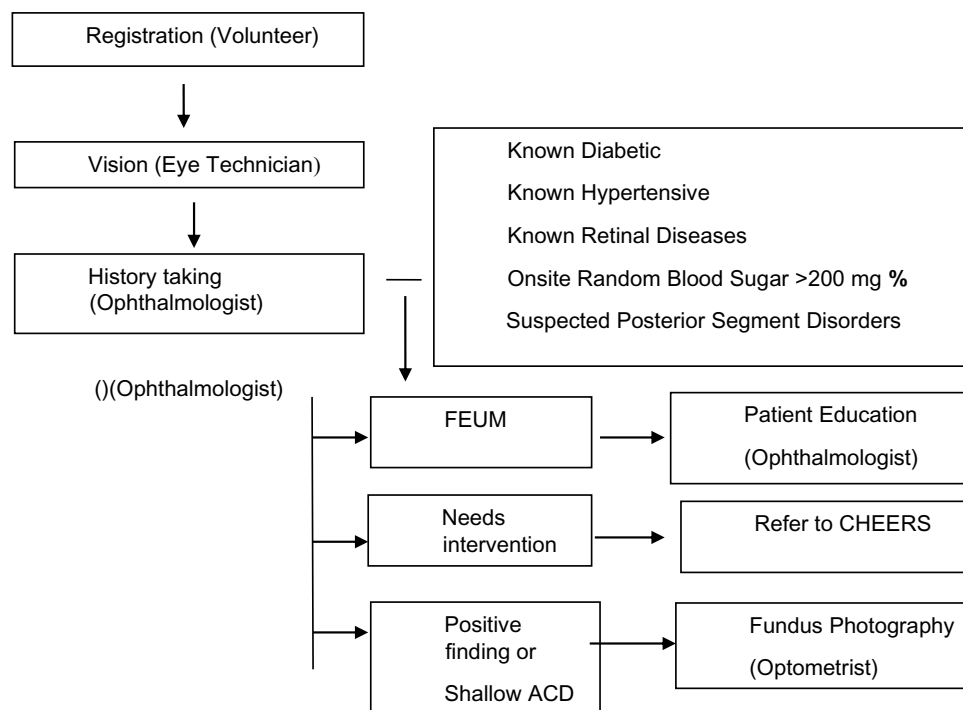 Registration (Volunteer)
Vision (Eye Technician)
History taking
(Ophthalmologist)
Known Diabetic
Known Hypertensive
Known Retinal Diseases
Onsite Random Blood Sugar >200 mg %
Suspected Posterior Segment Disorders
()(Ophthalmologist)
FEUM
Patient Education
(Ophthalmologist)
Needs
intervention
Refer to CHEERS
Positive
finding or
Shallow ACD
Fundus Photography
(Optometrist)